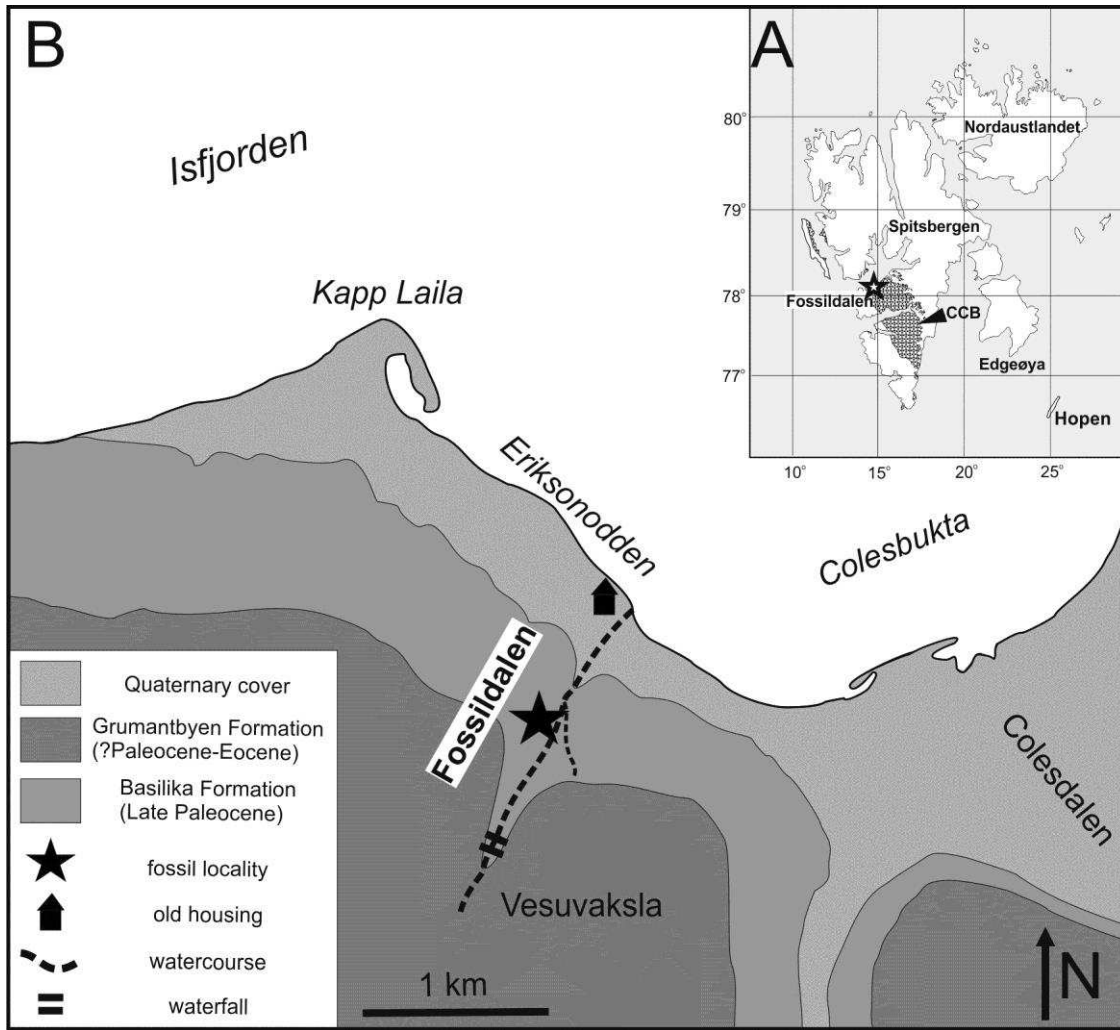 B
Isfjorden
Kapp Laila
Eriksonodden
Colesbukta
Fossildalen
Colesdalen
Vesuvaksla
1 km
N
Quaternary cover
Grumantbyen Formation
(?Paleocene-Eocene)
Basilika Formation
(Late Paleocene)
fossil locality
old housing
watercourse
waterfall
A
80°
79°
78°
77°
10°
15°
20°
25°
Nordaustlandet
Spitsbergen
Fossildalen
CCB
Edgeøya
Hopen